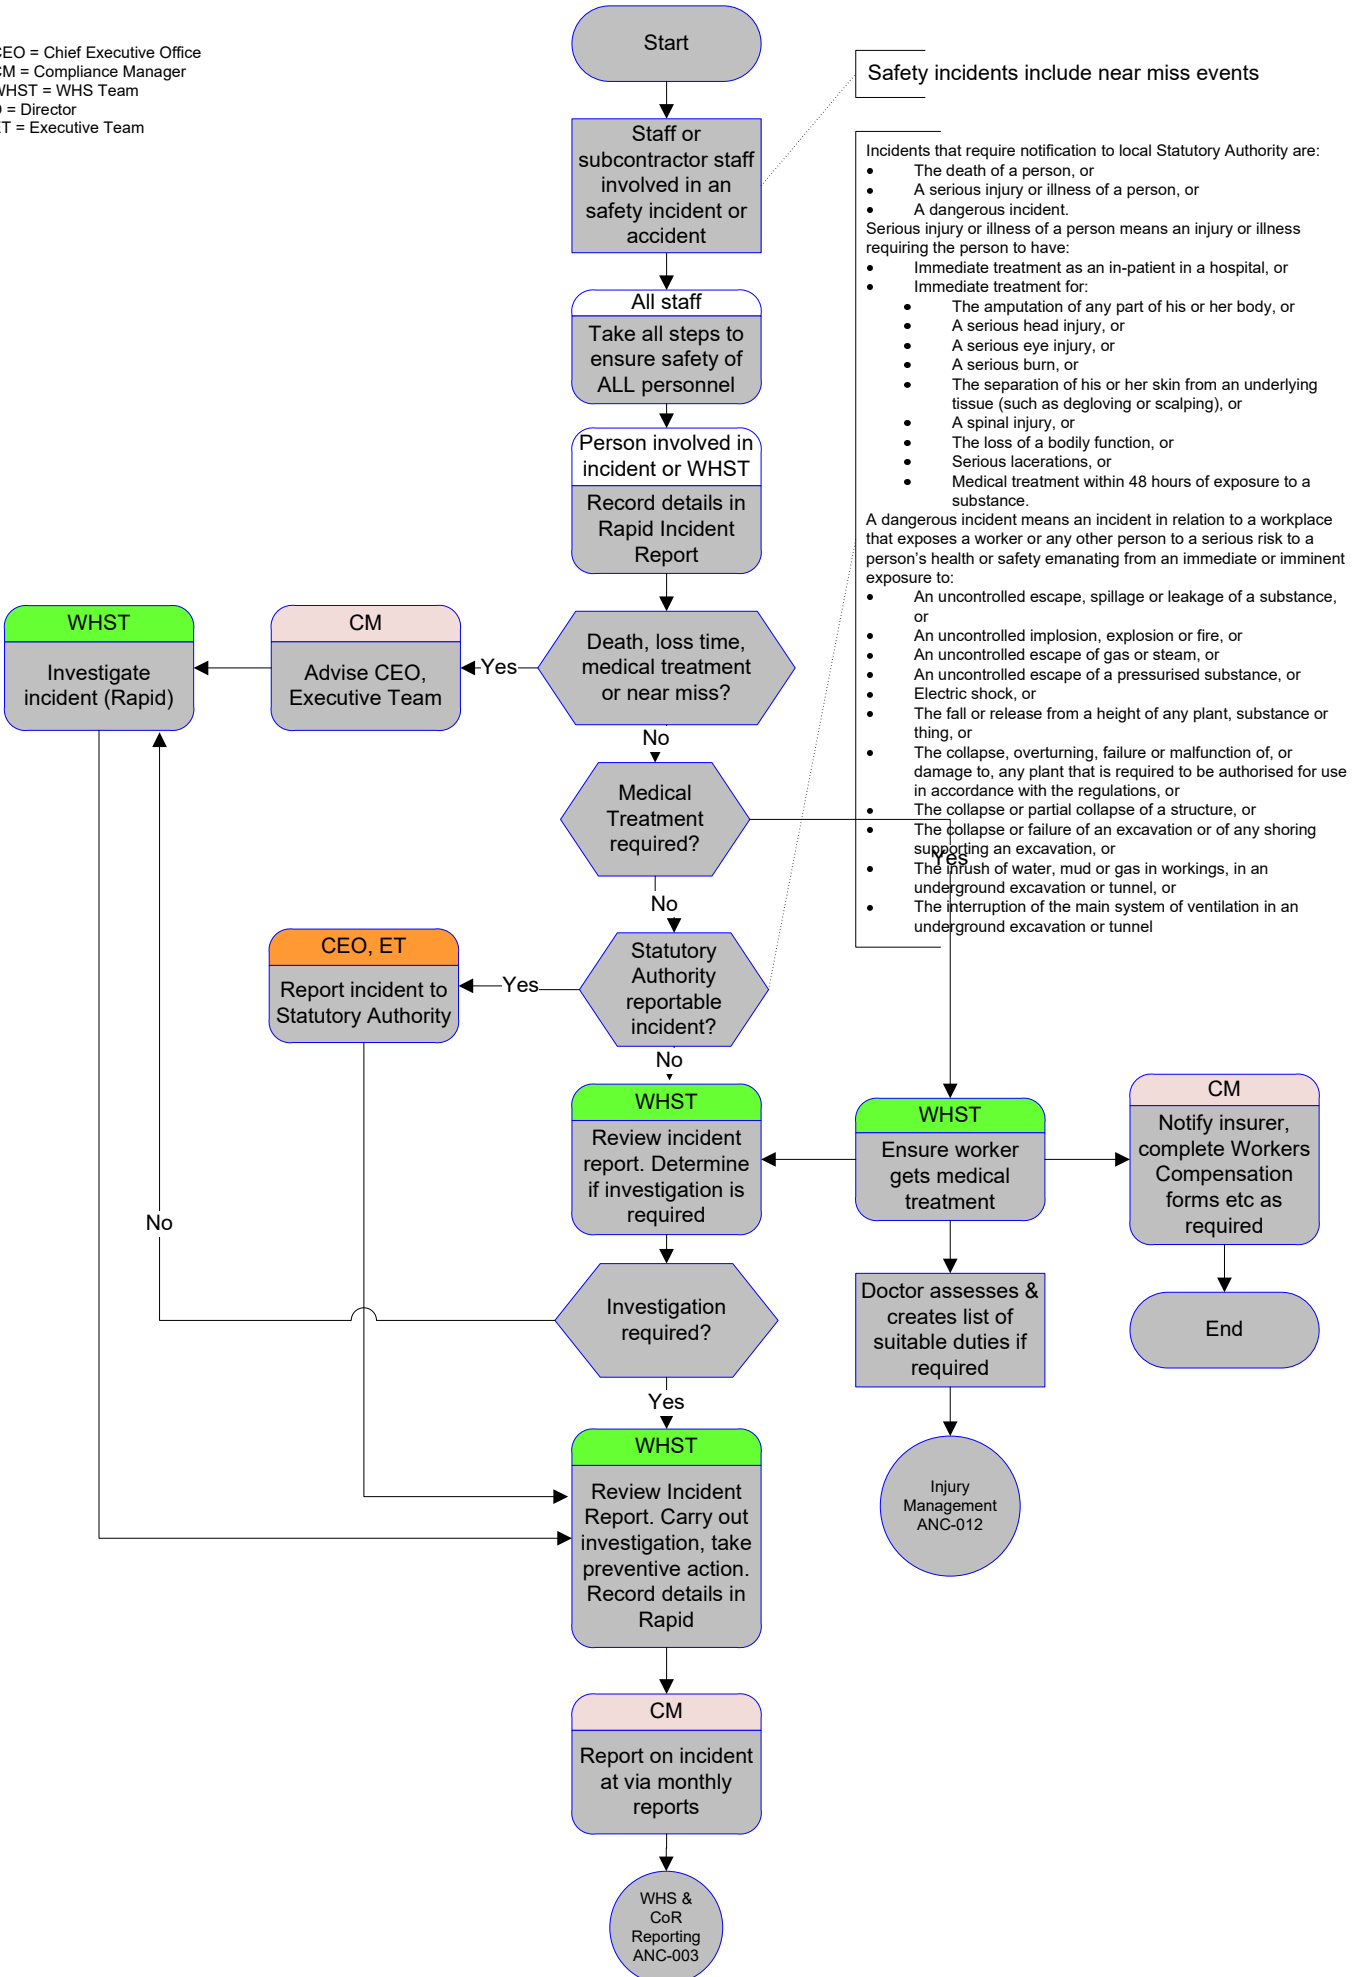 CEO = Chief Executive Office
CM = Compliance Manager
WHST = WHS Team
= Director
ET = Executive Team
Start
Safety incidents include near miss events
Staff or
subcontractor staff
involved in an
safety incident or
accident
Incidents that require notification to local Statutory Authority are:
• The death of a person, or
• A serious injury or illness of a person, or
• A dangerous incident.
Serious injury or illness of a person means an injury or illness
requiring the person to have:
• Immediate treatment as an in-patient in a hospital, or
• Immediate treatment for:
• The amputation of any part of his or her body, or
• A serious head injury, or
• A serious eye injury, or
• A serious burn, or
• The separation of his or her skin from an underlying
tissue (such as degloving or scalping), or
• A spinal injury, or
• The loss of a bodily function, or
• Serious lacerations, or
• Medical treatment within 48 hours of exposure to a
substance.
A dangerous incident means an incident in relation to a workplace
that exposes a worker or any other person to a serious risk to a
person's health or safety emanating from an immediate or imminent
exposure to:
• An uncontrolled escape, spillage or leakage of a substance,
or
• An uncontrolled implosion, explosion or fire, or
• An uncontrolled escape of gas or steam, or
• An uncontrolled escape of a pressurised substance, or
• Electric shock, or
• The fall or release from a height of any plant, substance or
thing, or
• The collapse, overturning, failure or malfunction of, or
damage to, any plant that is required to be authorised for use
in accordance with the regulations, or
• The collapse or partial collapse of a structure, or
• The collapse or failure of an excavation or of any shoring
supporting an excavation, or
• The inrush of water, mud or gas in workings, in an
underground excavation or tunnel, or
• The interruption of the main system of ventilation in an
underground excavation or tunnel
All staff
Take all steps to
ensure safety of
ALL personnel
Person involved in
incident or WHST
Record details in
Rapid Incident
Report
Death, loss time,
medical treatment
or near miss?
Yes
CM
Advise CEO,
Executive Team
WHST
Investigate
incident (Rapid)
No
Medical
Treatment
required?
Yes
No
Statutory
Authority
reportable
incident?
Yes
CEO, ET
Report incident to
Statutory Authority
No
WHST
Review incident
report. Determine
if investigation is
required
WHST
Ensure worker
gets medical
treatment
CM
Notify insurer,
complete Workers
Compensation
forms etc as
required
End
Doctor assesses &
creates list of
suitable duties if
required
Injury
Management
ANC-012
Investigation
required?
No
Yes
WHST
Review Incident
Report. Carry out
investigation, take
preventive action.
Record details in
Rapid
CM
Report on incident
at via monthly
reports
WHS &
CoR
Reporting
ANC-003